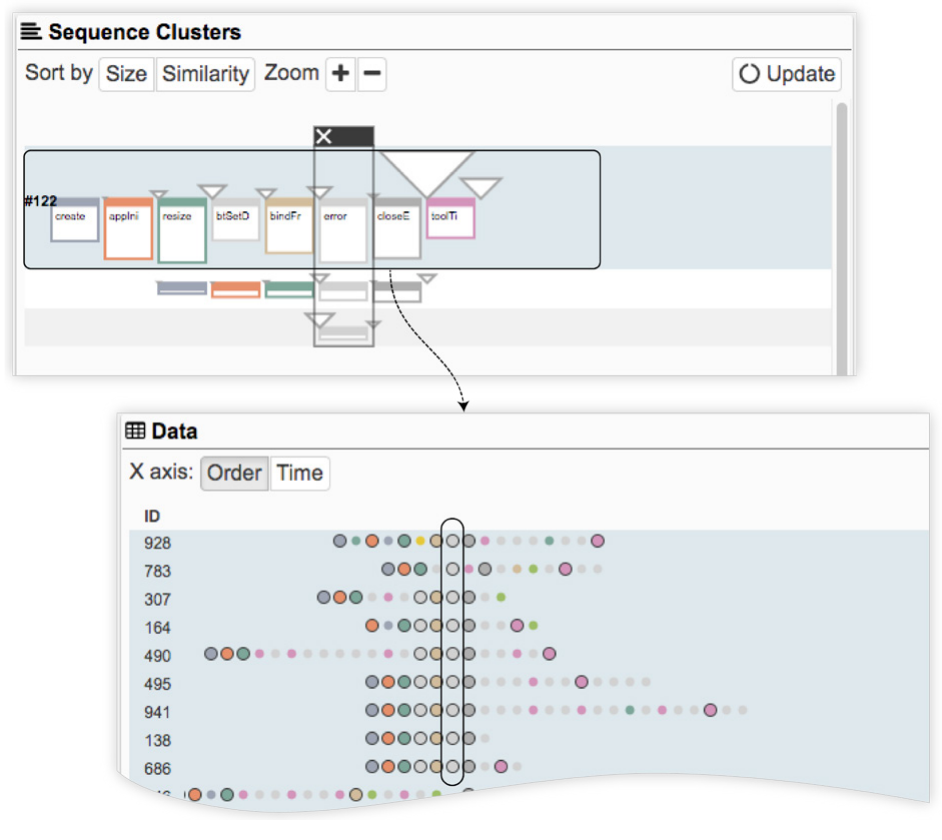 Sequence Clusters
Sort by Size Similarity Zoom + − Update
#122
create appIni resize btSetD bindFr error closeE toolTi
Data
X axis: Order Time
ID
928
783
307
164
490
495
941
138
686